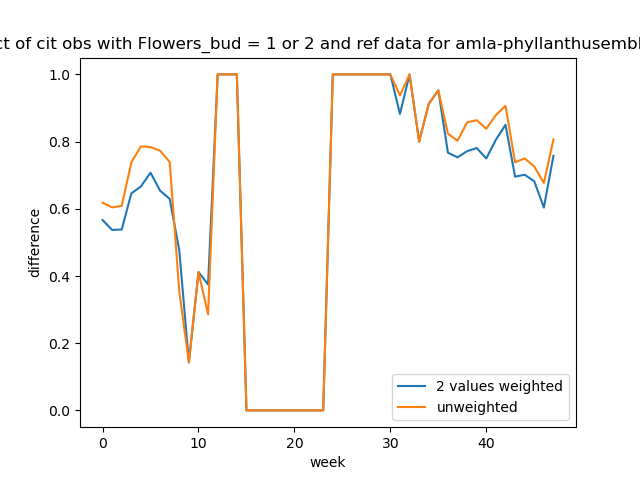 ct of cit obs with Flowers_bud = 1 or 2 and ref data for amla-phyllanthusembl
1.0
0.8
0.6
0.4
0.2
0.0
difference
2 values weighted
unweighted
0 10 20 30 40
week